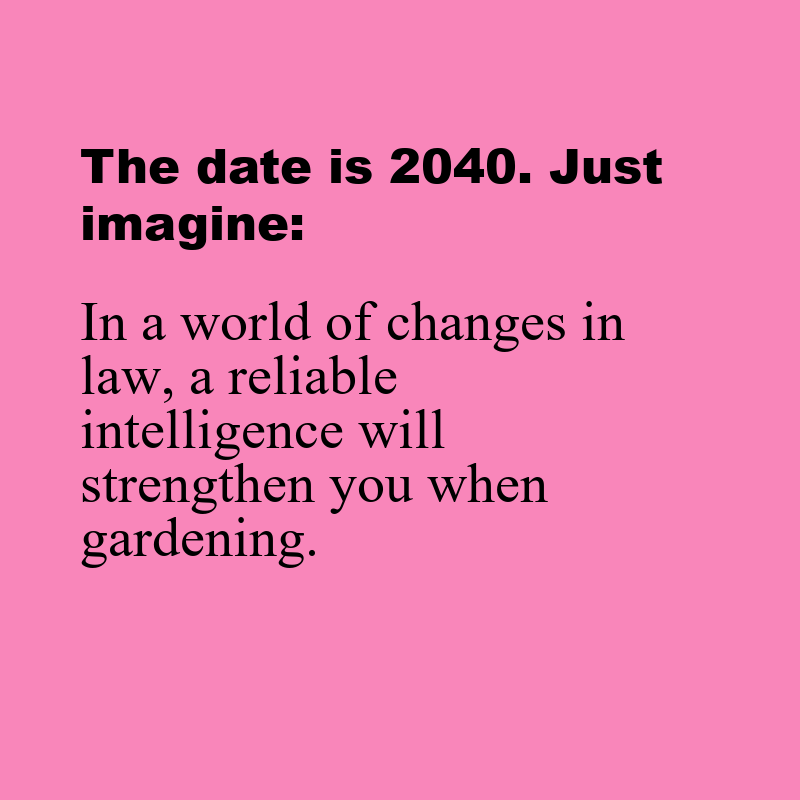 The date is 2040. Just
imagine:
In a world of changes in
law, a reliable
intelligence will
strengthen you when
gardening.